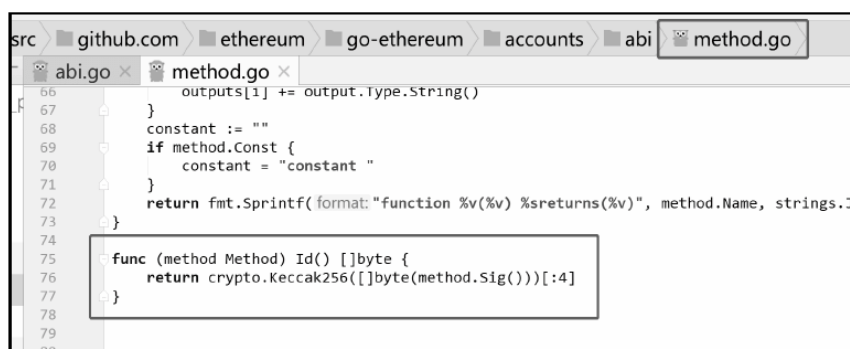 src github.com ethereum go-ethereum accounts abi method.go
abi.go × method.go ×
66 outputs[i] += output.Type.String()
67 }
68 constant := ""
69 if method.Const {
70 constant = "constant "
71 }
72 return fmt.Sprintf( format: "function %v(%v) %sreturns(%v)", method.Name, strings.
73 }
74
75 func (method Method) Id() []byte {
76 return crypto.Keccak256([]byte(method.Sig()))[:4]
77 }
78
79